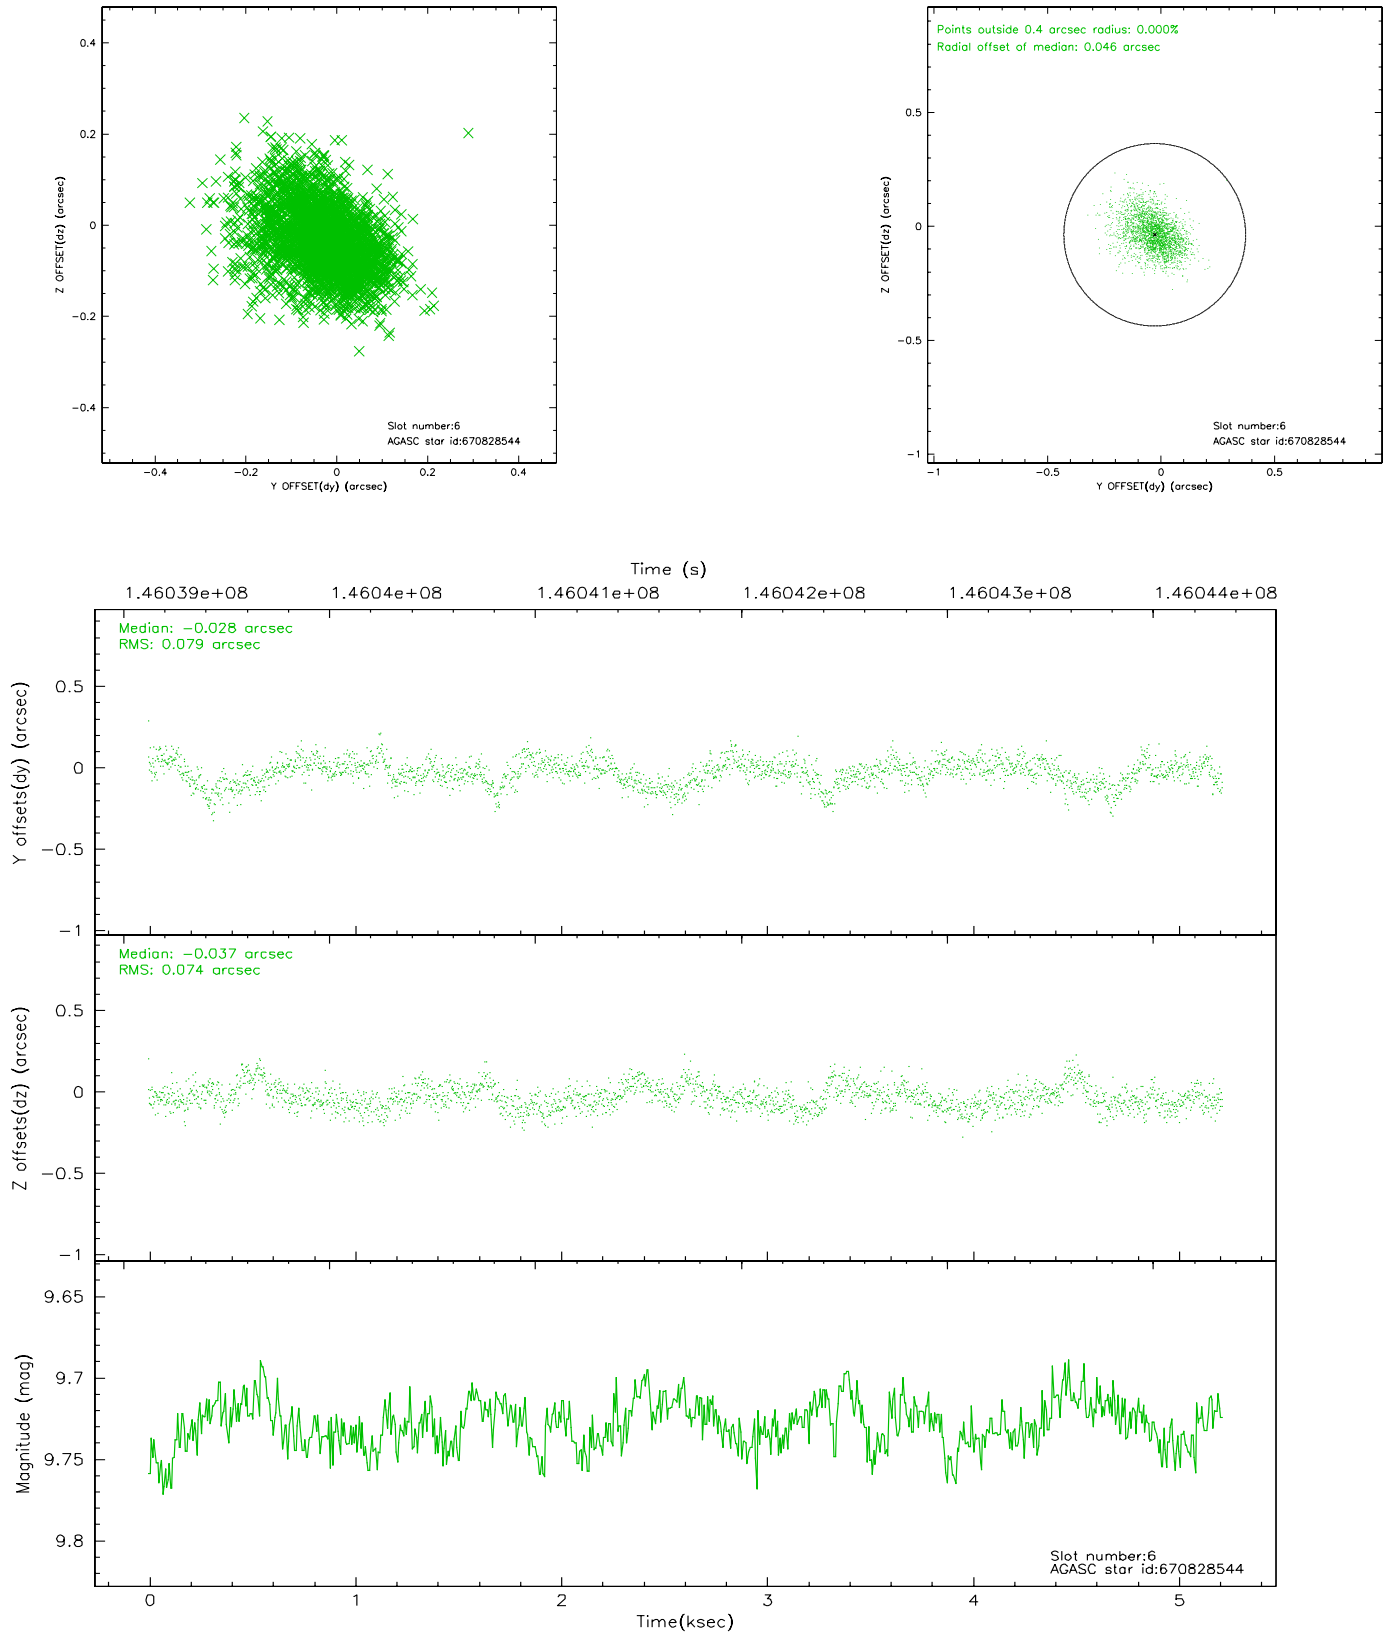 0.4
0.2
0
−0.2
−0.4
Z OFFSET(dz) (arcsec)
Slot number:6
AGASC star id:670828544
−0.4 −0.2 0 0.2 0.4
Y OFFSET(dy) (arcsec)
Points outside 0.4 arcsec radius: 0.000%
Radial offset of median: 0.046 arcsec
0.5
0
−0.5
−1
Z OFFSET(dz) (arcsec)
Slot number:6
AGASC star id:670828544
−1 −0.5 0 0.5
Y OFFSET(dy) (arcsec)
Time (s)
1.46039e+08 1.4604e+08 1.46041e+08 1.46042e+08 1.46043e+08 1.46044e+08
Median: −0.028 arcsec
RMS: 0.079 arcsec
0.5
0
−0.5
−1
Y offsets(dy) (arcsec)
Median: −0.037 arcsec
RMS: 0.074 arcsec
0.5
0
−0.5
−1
Z offsets(dz) (arcsec)
9.65
9.7
9.75
9.8
Magnitude (mag)
Slot number:6
AGASC star id:670828544
0 1 2 3 4 5
Time(ksec)